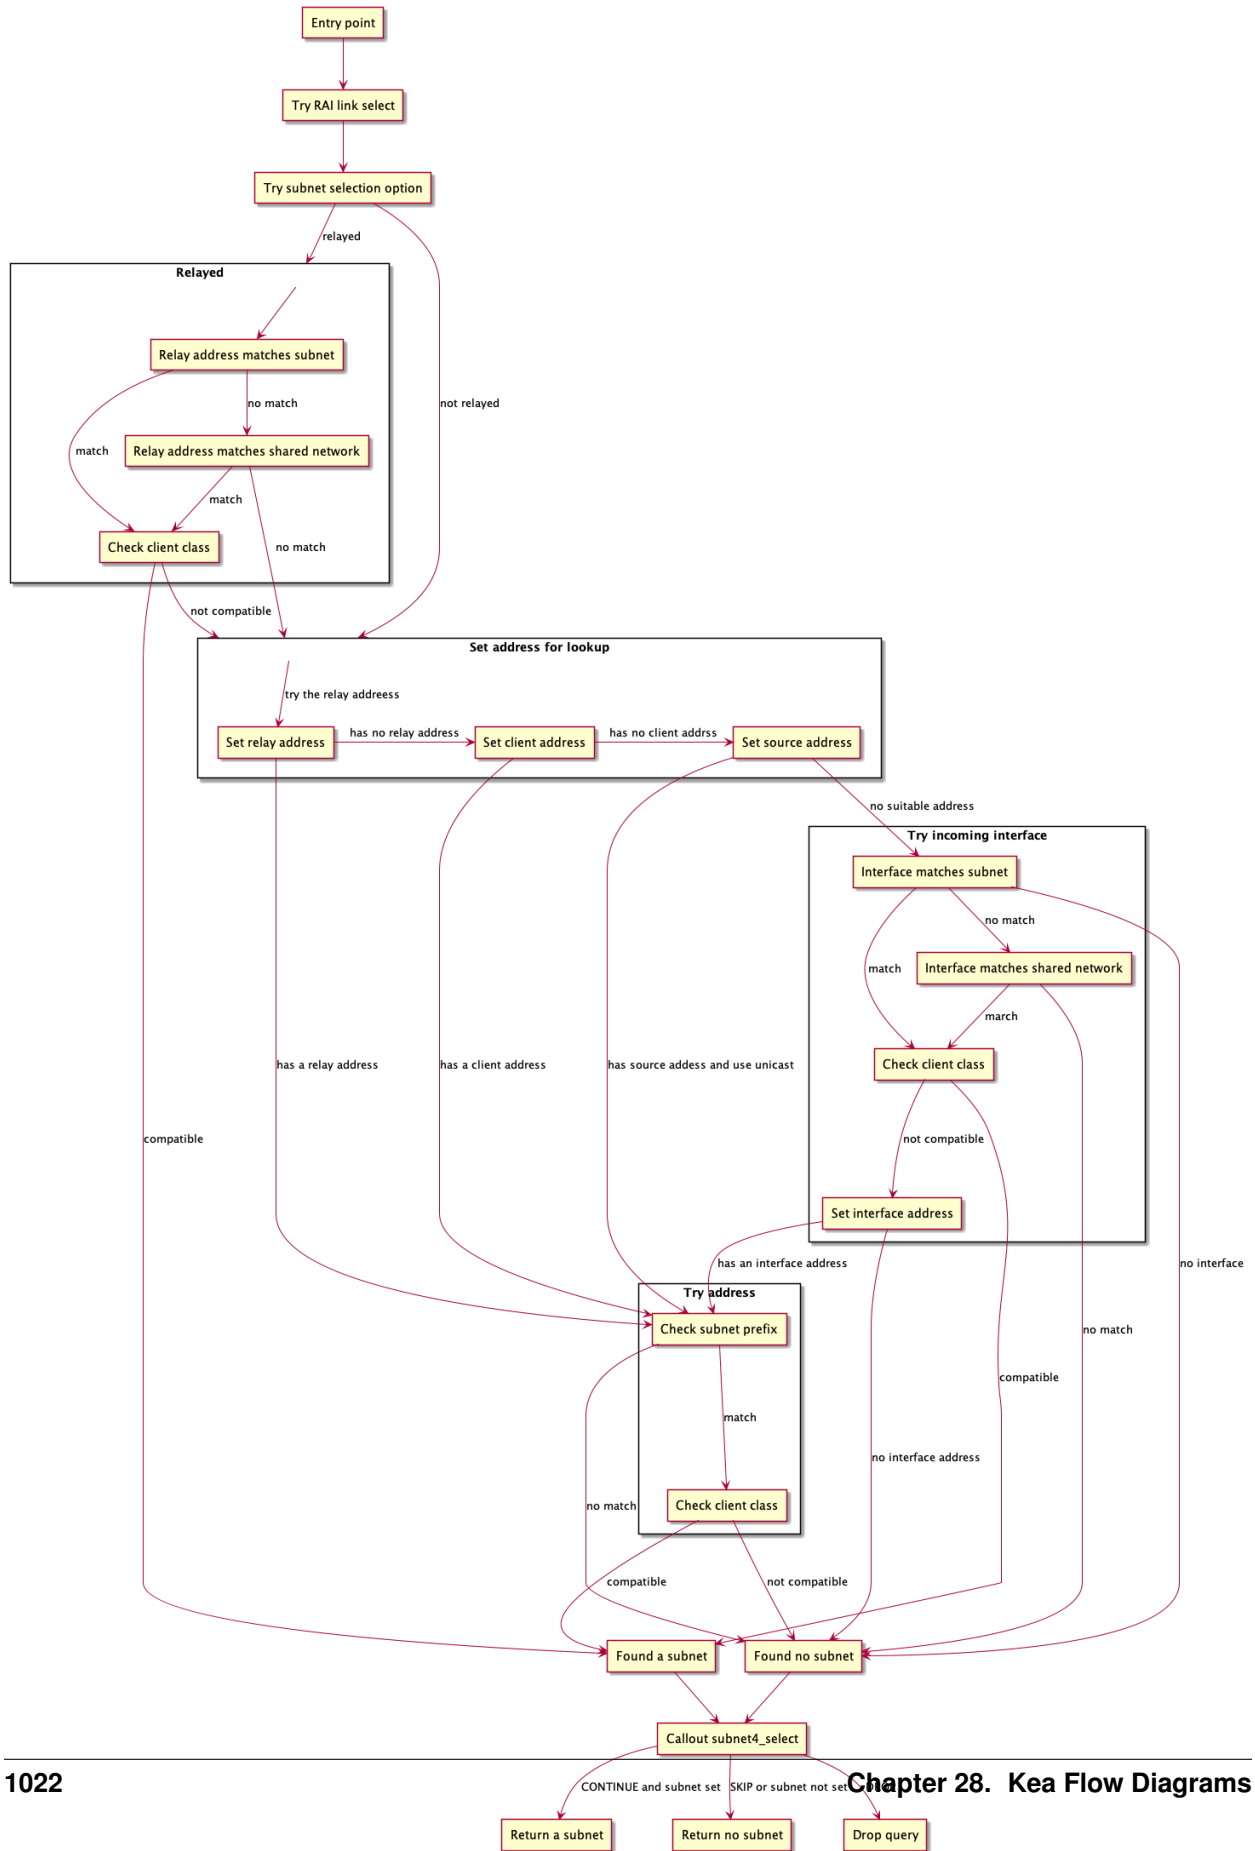 Entry point
Try RAI link select
Try subnet selection option
relayed
Relayed
Relay address matches subnet
no match
not relayed
match
Relay address matches shared network
match
Check client class
no match
not compatible
Set address for lookup
try the relay addreess
Set relay address
has no relay address
Set client address
has no client addrss
Set source address
no suitable address
Try incoming interface
Interface matches subnet
no match
match
Interface matches shared network
march
Check client class
has a relay address
has a client address
has source addess and use unicast
compatible
not compatible
Set interface address
has an interface address
no interface
Try address
Check subnet prefix
no match
compatible
match
no interface address
Check client class
no match
compatible
not compatible
Found a subnet
Found no subnet
Callout subnet4_select
1022
Chapter 28. Kea Flow Diagrams
CONTINUE and subnet set
SKIP or subnet not set
Return a subnet
Return no subnet
Drop query